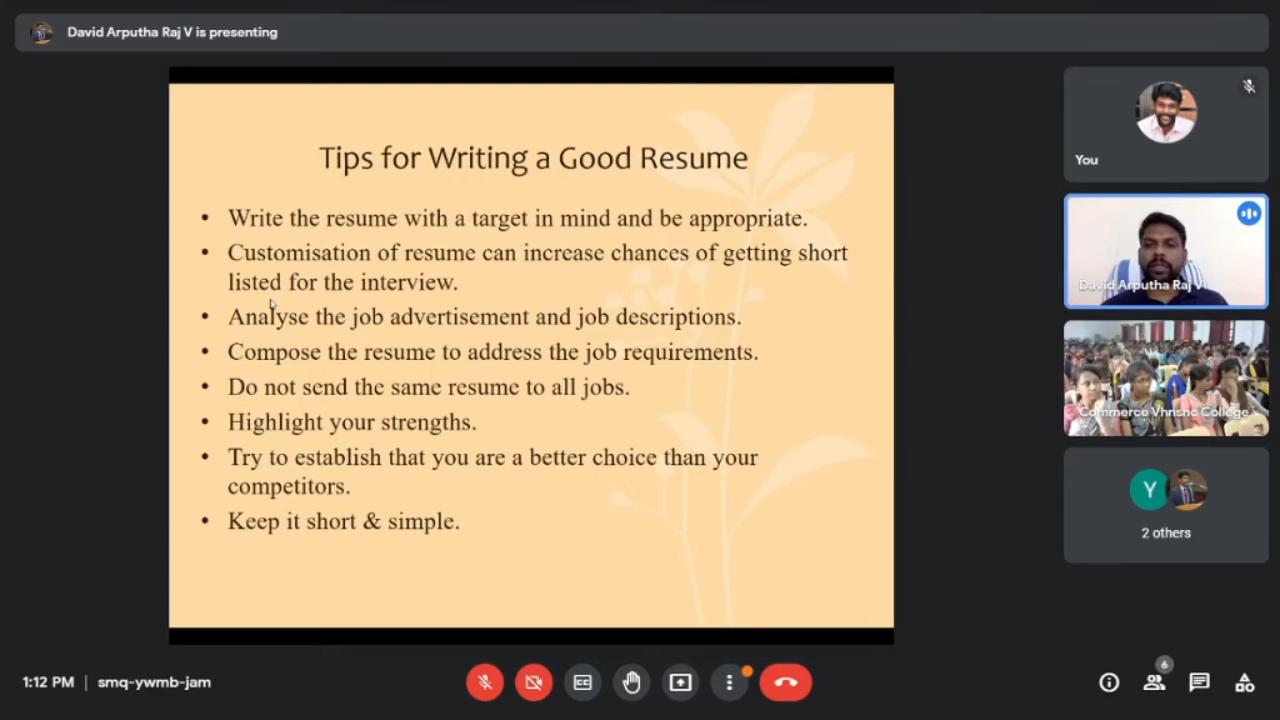 David Arputha Raj V is presenting
Tips for Writing a Good Resume
• Write the resume with a target in mind and be appropriate.
• Customisation of resume can increase chances of getting short
listed for the interview.
• Analyse the job advertisement and job descriptions.
• Compose the resume to address the job requirements.
• Do not send the same resume to all jobs.
• Highlight your strengths.
• Try to establish that you are a better choice than your
competitors.
• Keep it short & simple.
You
David Arputha Raj V
Commerce Vhnsnc College
Y
2 others
1:12 PM | smq-ywmb-jam
CC
6